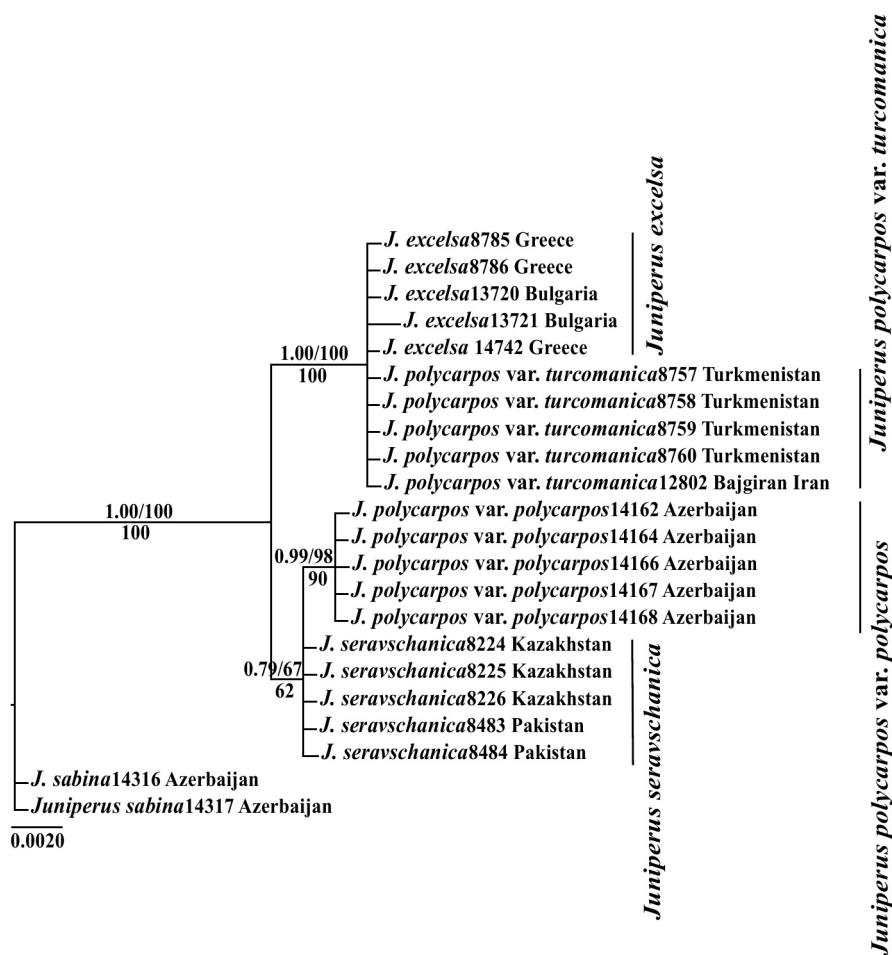 J. excelsa8785 Greece
J. excelsa8786 Greece
J. excelsa13720 Bulgaria
J. excelsa13721 Bulgaria
J. excelsa 14742 Greece
Juniperus excelsa
1.00/100
100
J. polycarpos var. turcomanica8757 Turkmenistan
J. polycarpos var. turcomanica8758 Turkmenistan
J. polycarpos var. turcomanica8759 Turkmenistan
J. polycarpos var. turcomanica8760 Turkmenistan
J. polycarpos var. turcomanica12802 Bajgiran Iran
Juniperus polycarpos var. turcomanica
1.00/100
100
J. polycarpos var. polycarpos14162 Azerbaijan
J. polycarpos var. polycarpos14164 Azerbaijan
J. polycarpos var. polycarpos14166 Azerbaijan
J. polycarpos var. polycarpos14167 Azerbaijan
J. polycarpos var. polycarpos14168 Azerbaijan
Juniperus polycarpos var. polycarpos
0.99/98
90
J. seravschanica8224 Kazakhstan
J. seravschanica8225 Kazakhstan
J. seravschanica8226 Kazakhstan
J. seravschanica8483 Pakistan
J. seravschanica8484 Pakistan
Juniperus seravschanica
0.79/67
62
J. sabina14316 Azerbaijan
Juniperus sabina14317 Azerbaijan
0.0020